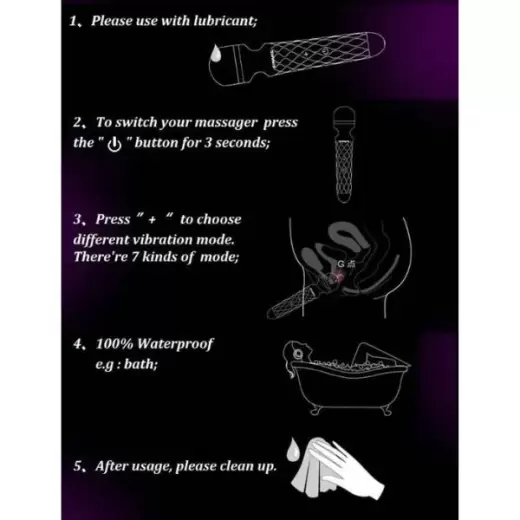 1、Please use with lubricant;
2、To switch your massager press
the " ⏻ " button for 3 seconds;
3、Press " + " to choose
different vibration mode.
There're 7 kinds of mode;
G 点
4、100% Waterproof
e.g : bath;
5、After usage, please clean up.